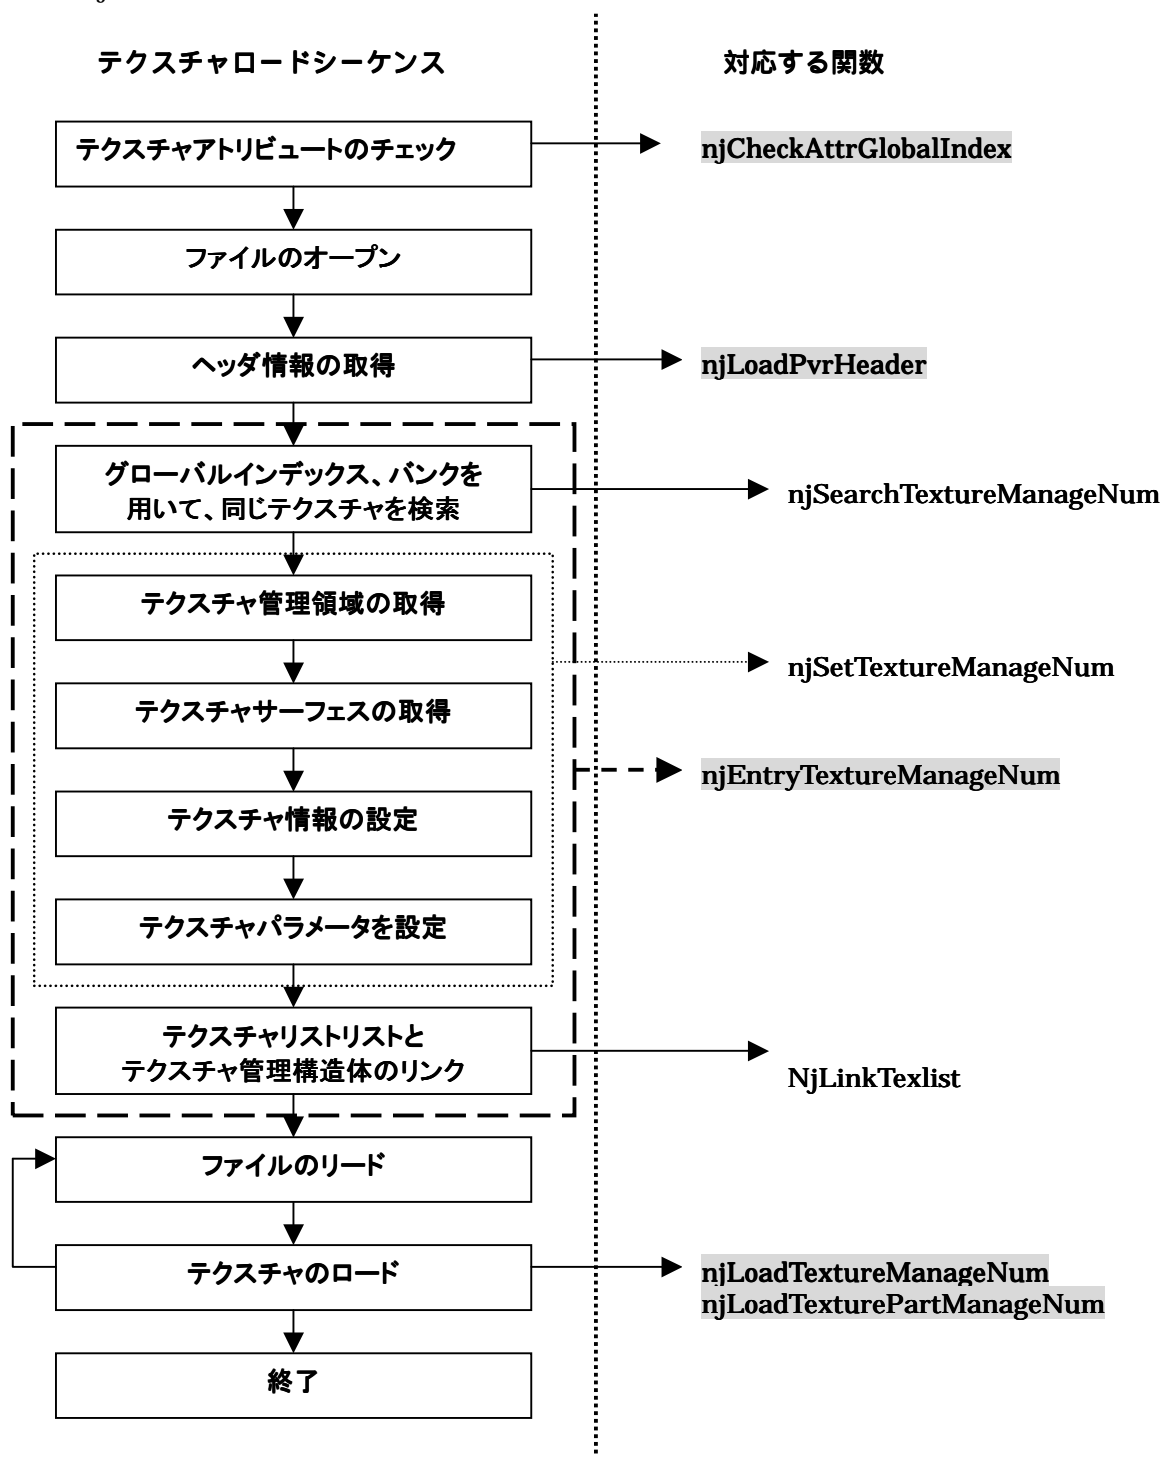 テクスチャロードシーケンス
対応する関数
テクスチャアトリビュートのチェック
njCheckAttrGlobalIndex
ファイルのオープン
ヘッダ情報の取得
njLoadPvrHeader
グローバルインデックス、バンクを
用いて、同じテクスチャを検索
njSearchTextureManageNum
テクスチャ管理領域の取得
njSetTextureManageNum
テクスチャサーフェスの取得
njEntryTextureManageNum
テクスチャ情報の設定
テクスチャパラメータを設定
テクスチャリストリストと
テクスチャ管理構造体のリンク
NjLinkTexlist
ファイルのリード
テクスチャのロード
njLoadTextureManageNum
njLoadTexturePartManageNum
終了